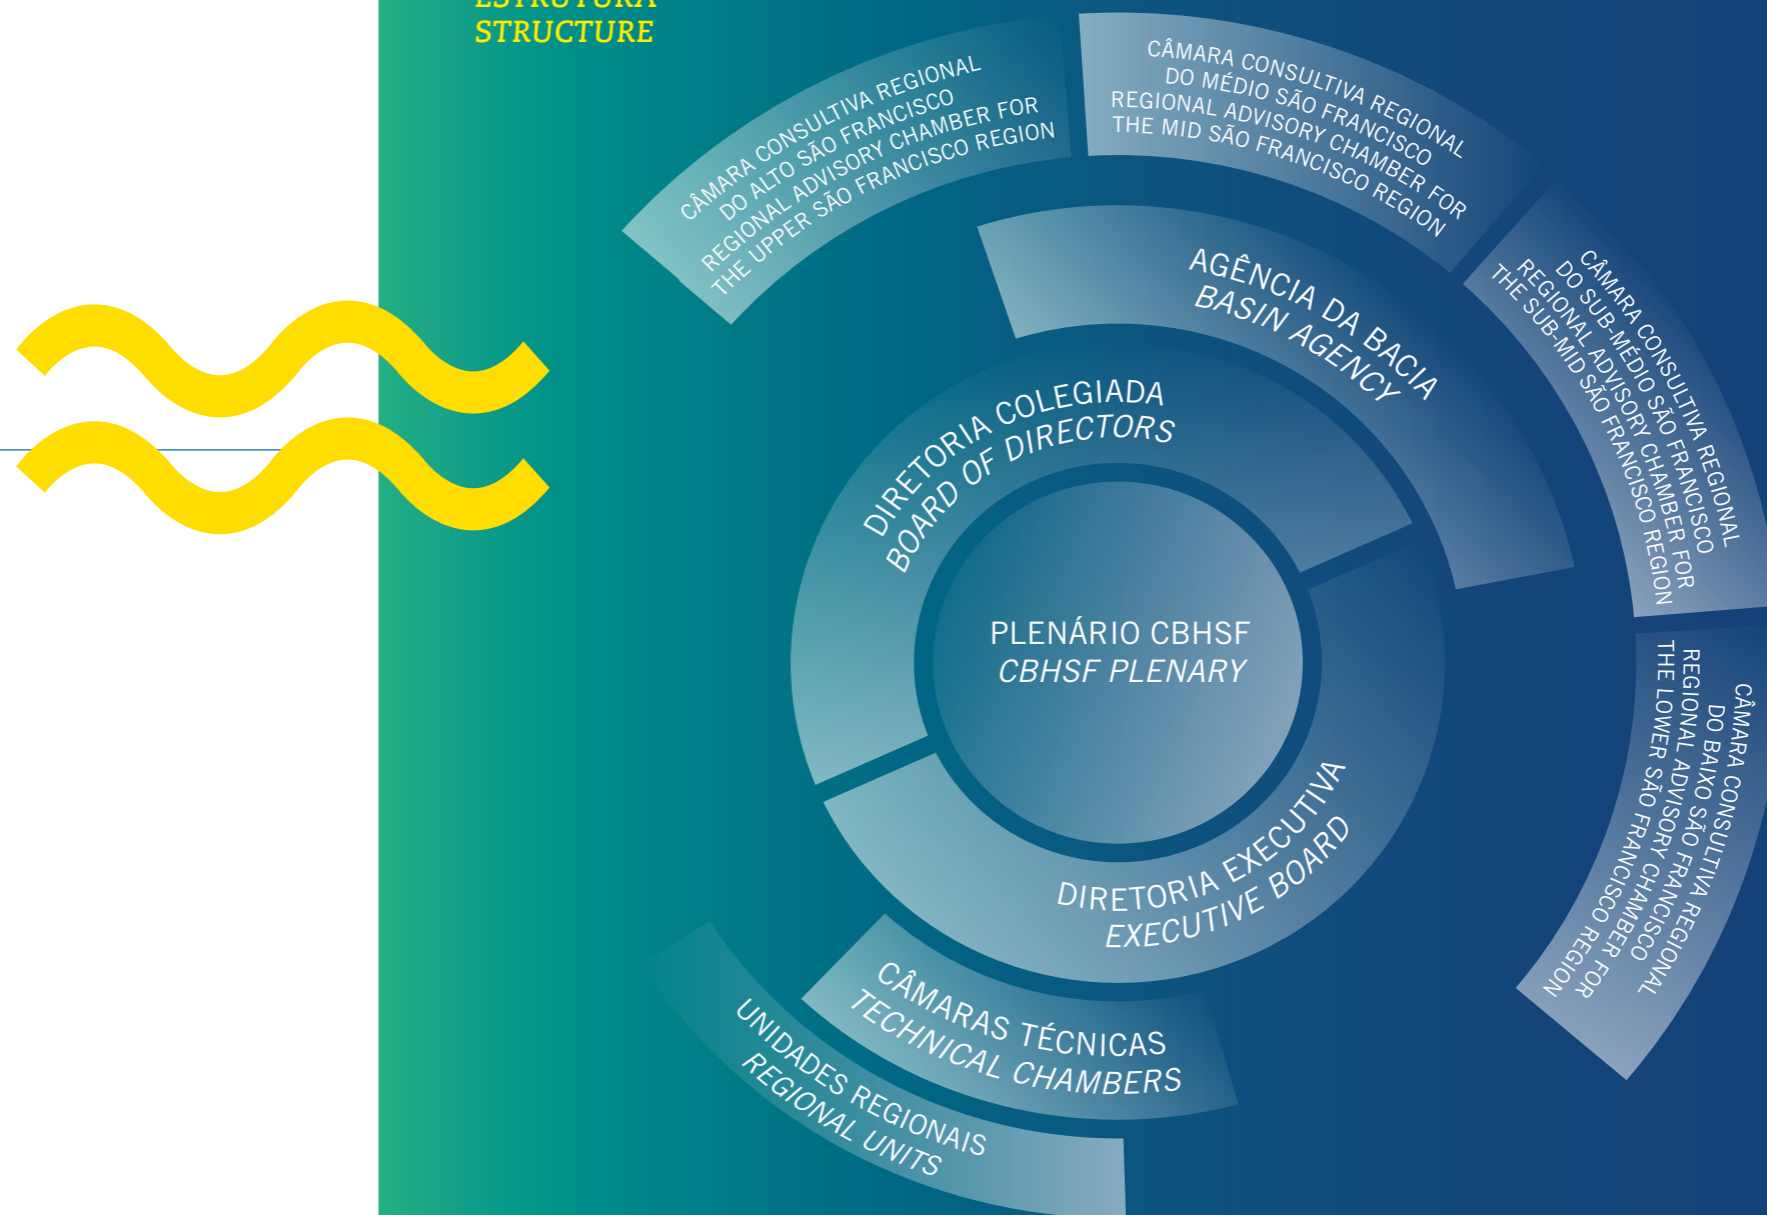 ESTRUTURA
STRUCTURE
CÂMARA CONSULTIVA REGIONAL
DO ALTO SÃO FRANCISCO
REGIONAL ADVISORY CHAMBER FOR
THE UPPER SÃO FRANCISCO REGION
CÂMARA CONSULTIVA REGIONAL
DO MÉDIO SÃO FRANCISCO
REGIONAL ADVISORY CHAMBER FOR
THE MID SÃO FRANCISCO REGION
CÂMARA CONSULTIVA REGIONAL
DO SUB-MÉDIO SÃO FRANCISCO
REGIONAL ADVISORY CHAMBER FOR
THE SUB-MID SÃO FRANCISCO REGION
CÂMARA CONSULTIVA REGIONAL
DO BAIXO SÃO FRANCISCO
REGIONAL ADVISORY CHAMBER FOR
THE LOWER SÃO FRANCISCO REGION
AGÊNCIA DA BACIA
BASIN AGENCY
DIRETORIA COLEGIADA
BOARD OF DIRECTORS
PLENÁRIO CBHSF
CBHSF PLENARY
DIRETORIA EXECUTIVA
EXECUTIVE BOARD
CÂMARAS TÉCNICAS
TECHNICAL CHAMBERS
UNIDADES REGIONAIS
REGIONAL UNITS